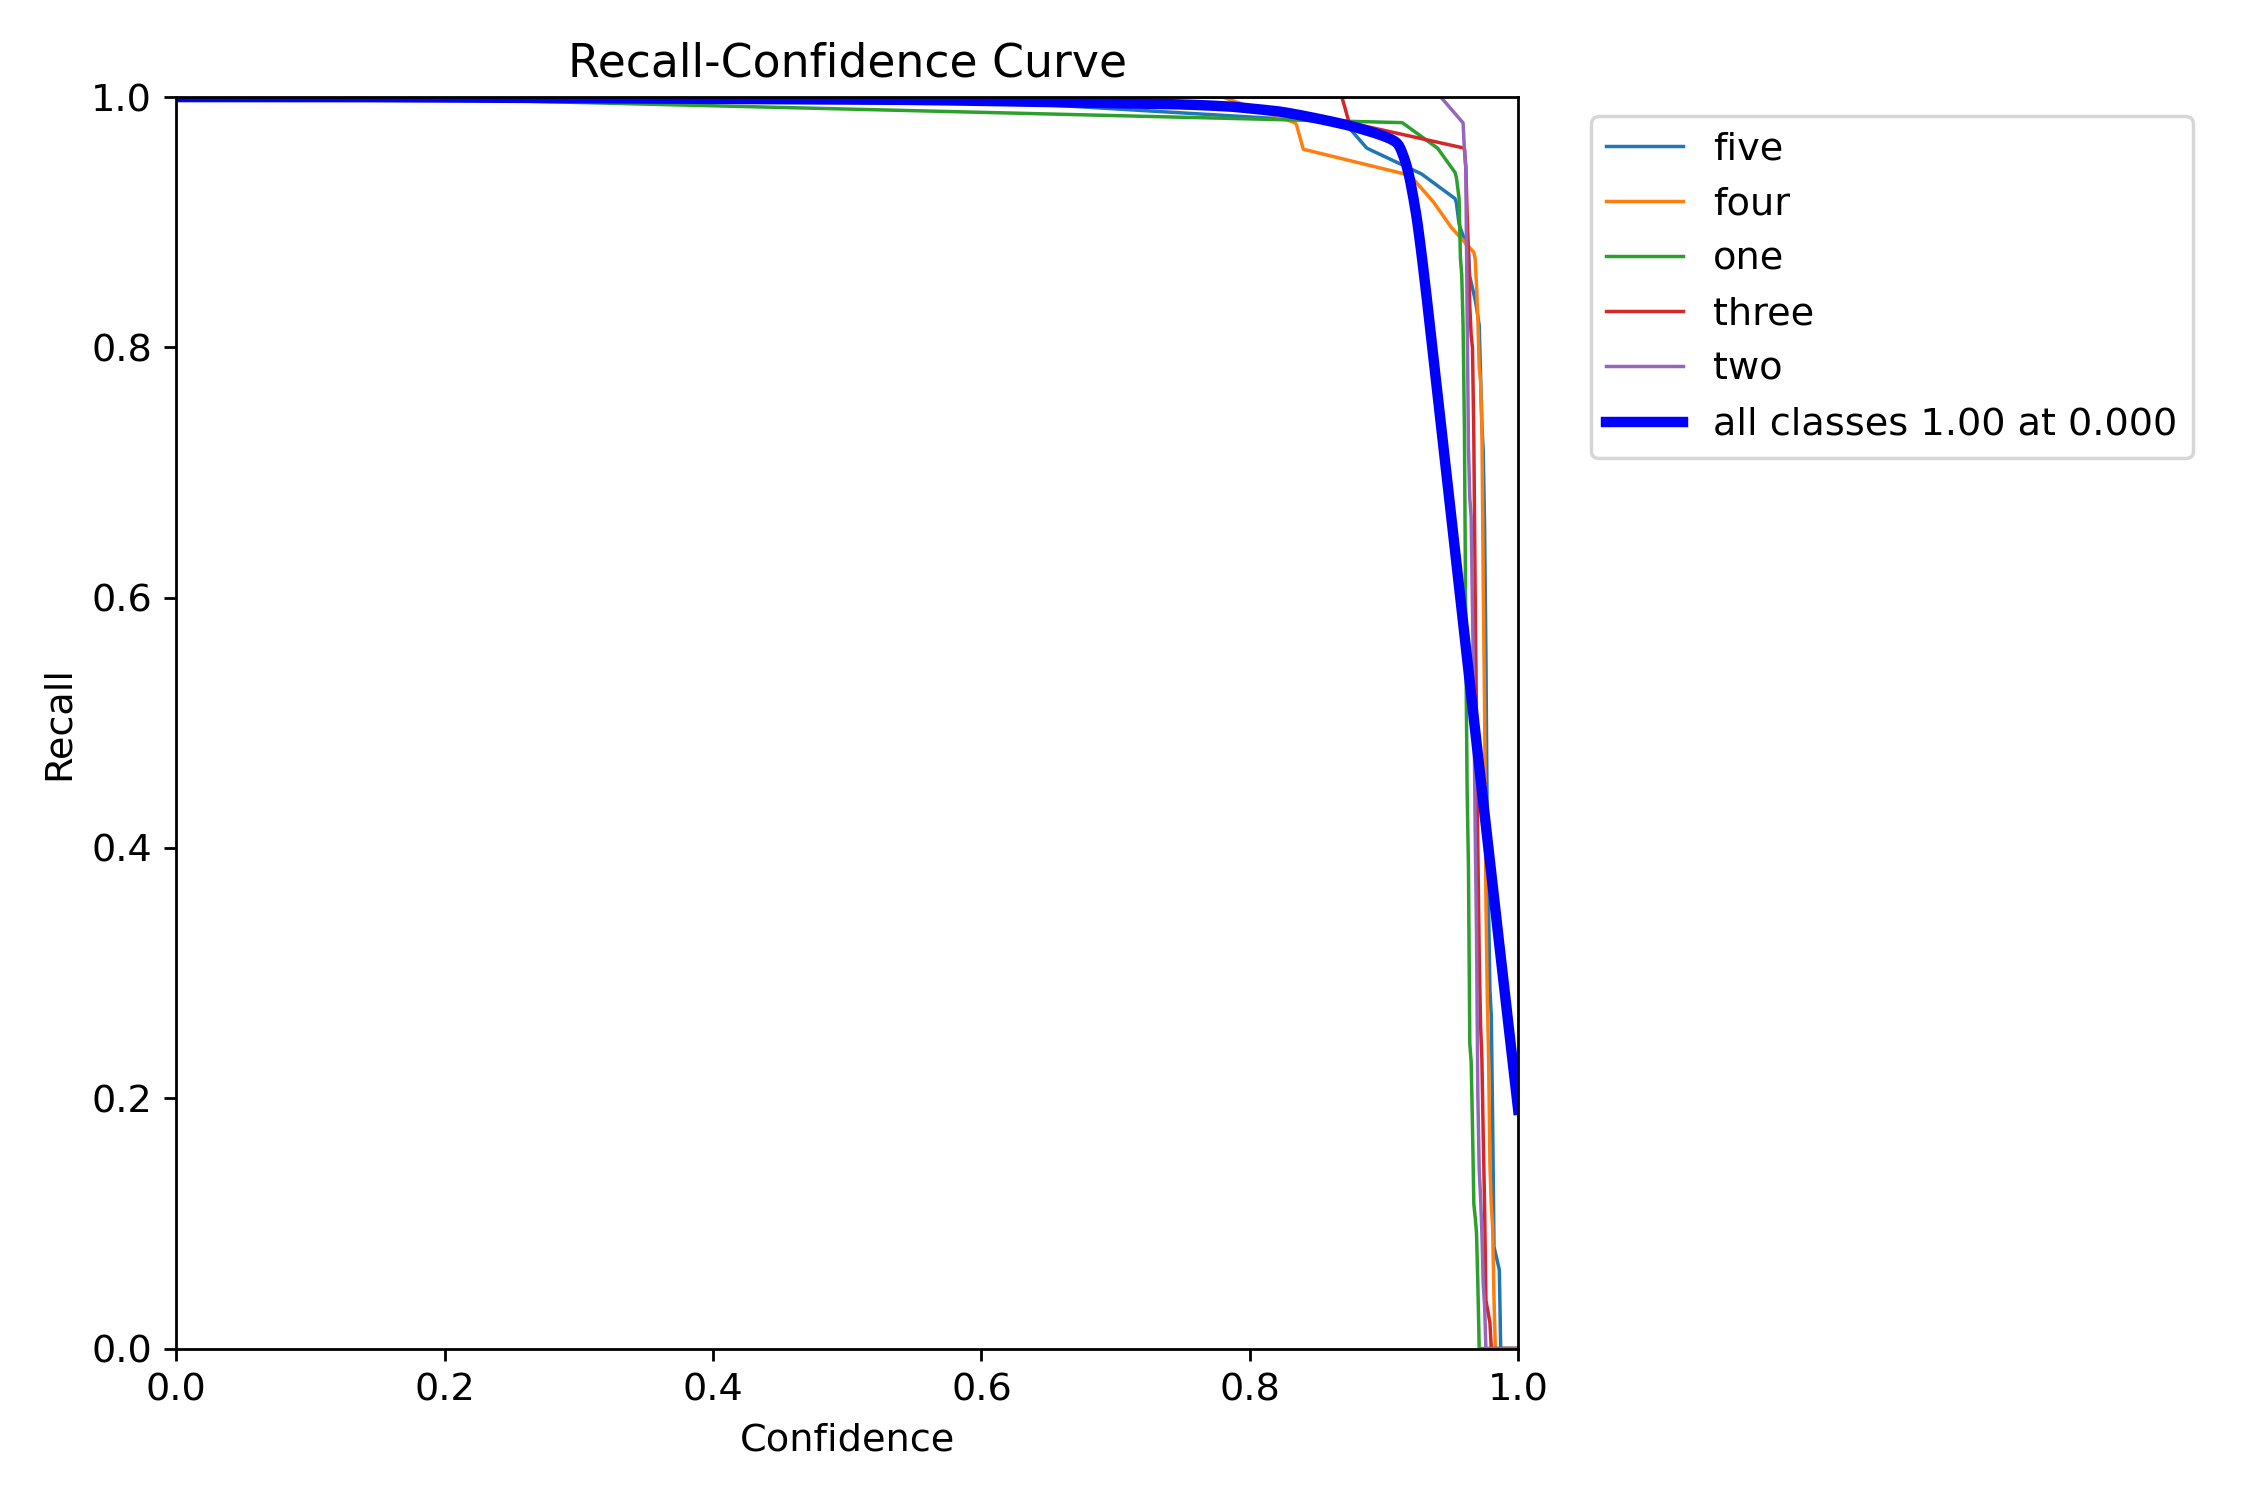 Recall-Confidence Curve
1.0
0.8
0.6
0.4
0.2
0.0
Recall
0.0 0.2 0.4 0.6 0.8 1.0
Confidence
five
four
one
three
two
all classes 1.00 at 0.000